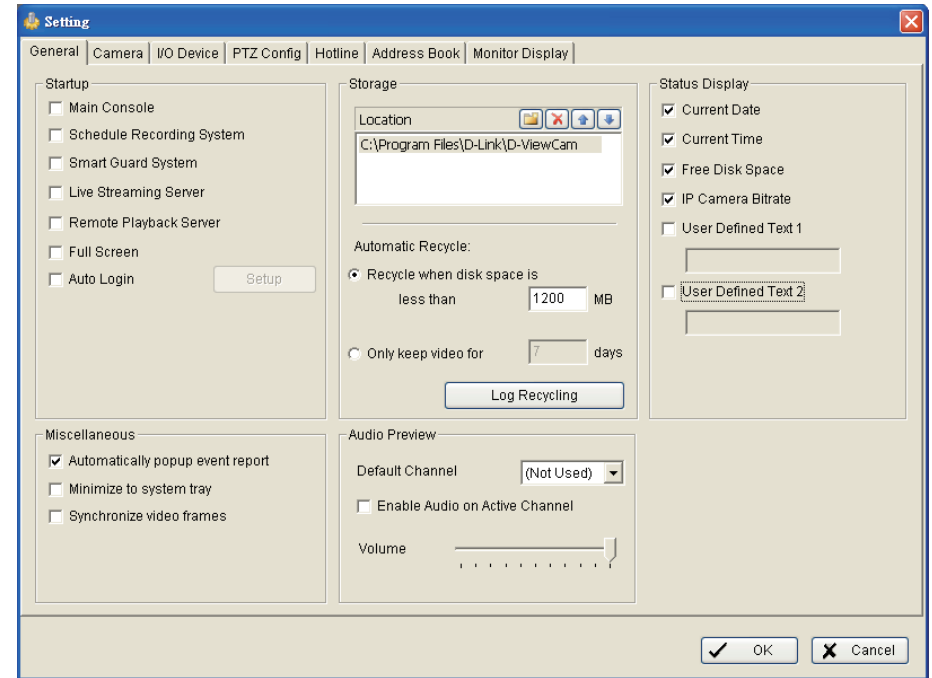 Setting
General Camera I/O Device PTZ Config Hotline Address Book Monitor Display
Startup
Main Console
Schedule Recording System
Smart Guard System
Live Streaming Server
Remote Playback Server
Full Screen
Auto Login Setup
Storage
Location
C:\Program Files\D-Link\D-ViewCam
Automatic Recycle:
Recycle when disk space is
less than 1200 MB
Only keep video for 7 days
Log Recycling
Status Display
Current Date
Current Time
Free Disk Space
IP Camera Bitrate
User Defined Text 1
User Defined Text 2
Miscellaneous
Automatically popup event report
Minimize to system tray
Synchronize video frames
Audio Preview
Default Channel (Not Used)
Enable Audio on Active Channel
Volume
OK Cancel